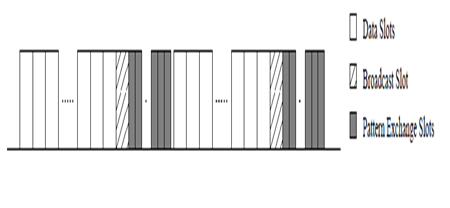 Data Slots
Broadcast Slot
Pattern Exchange Slots